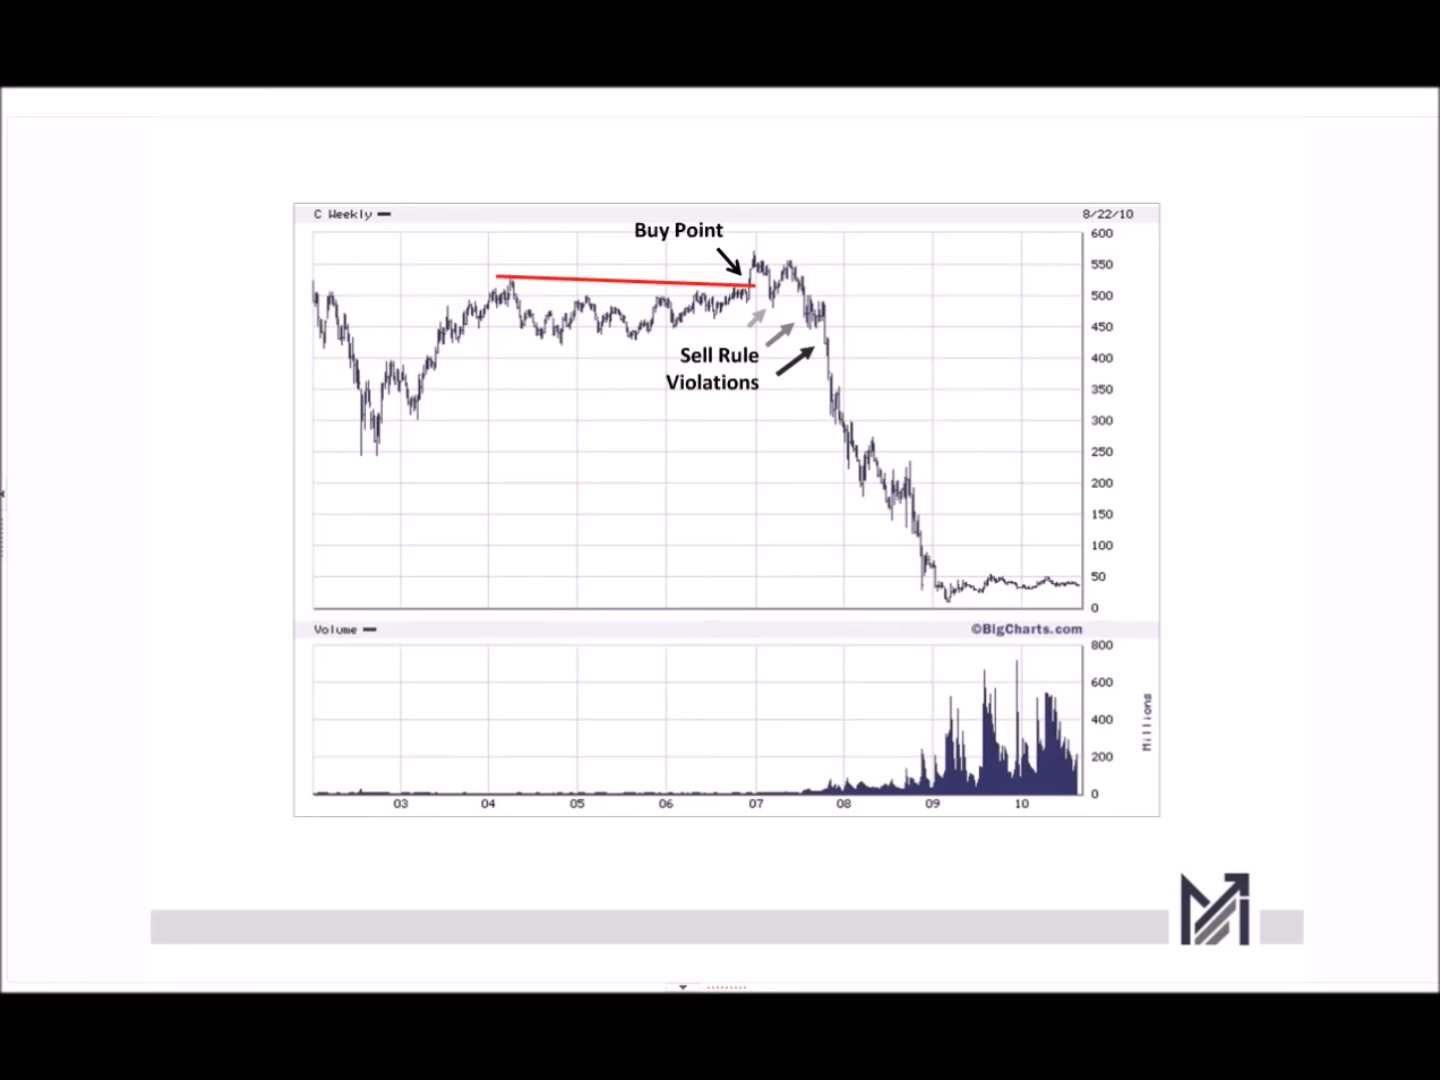 C Weekly
8/22/10
Buy Point
Sell Rule
Violations
600
550
500
450
400
350
300
250
200
150
100
50
0
Volume
©BigCharts.com
800
600
400
200
0
Millions
03 04 05 06 07 08 09 10